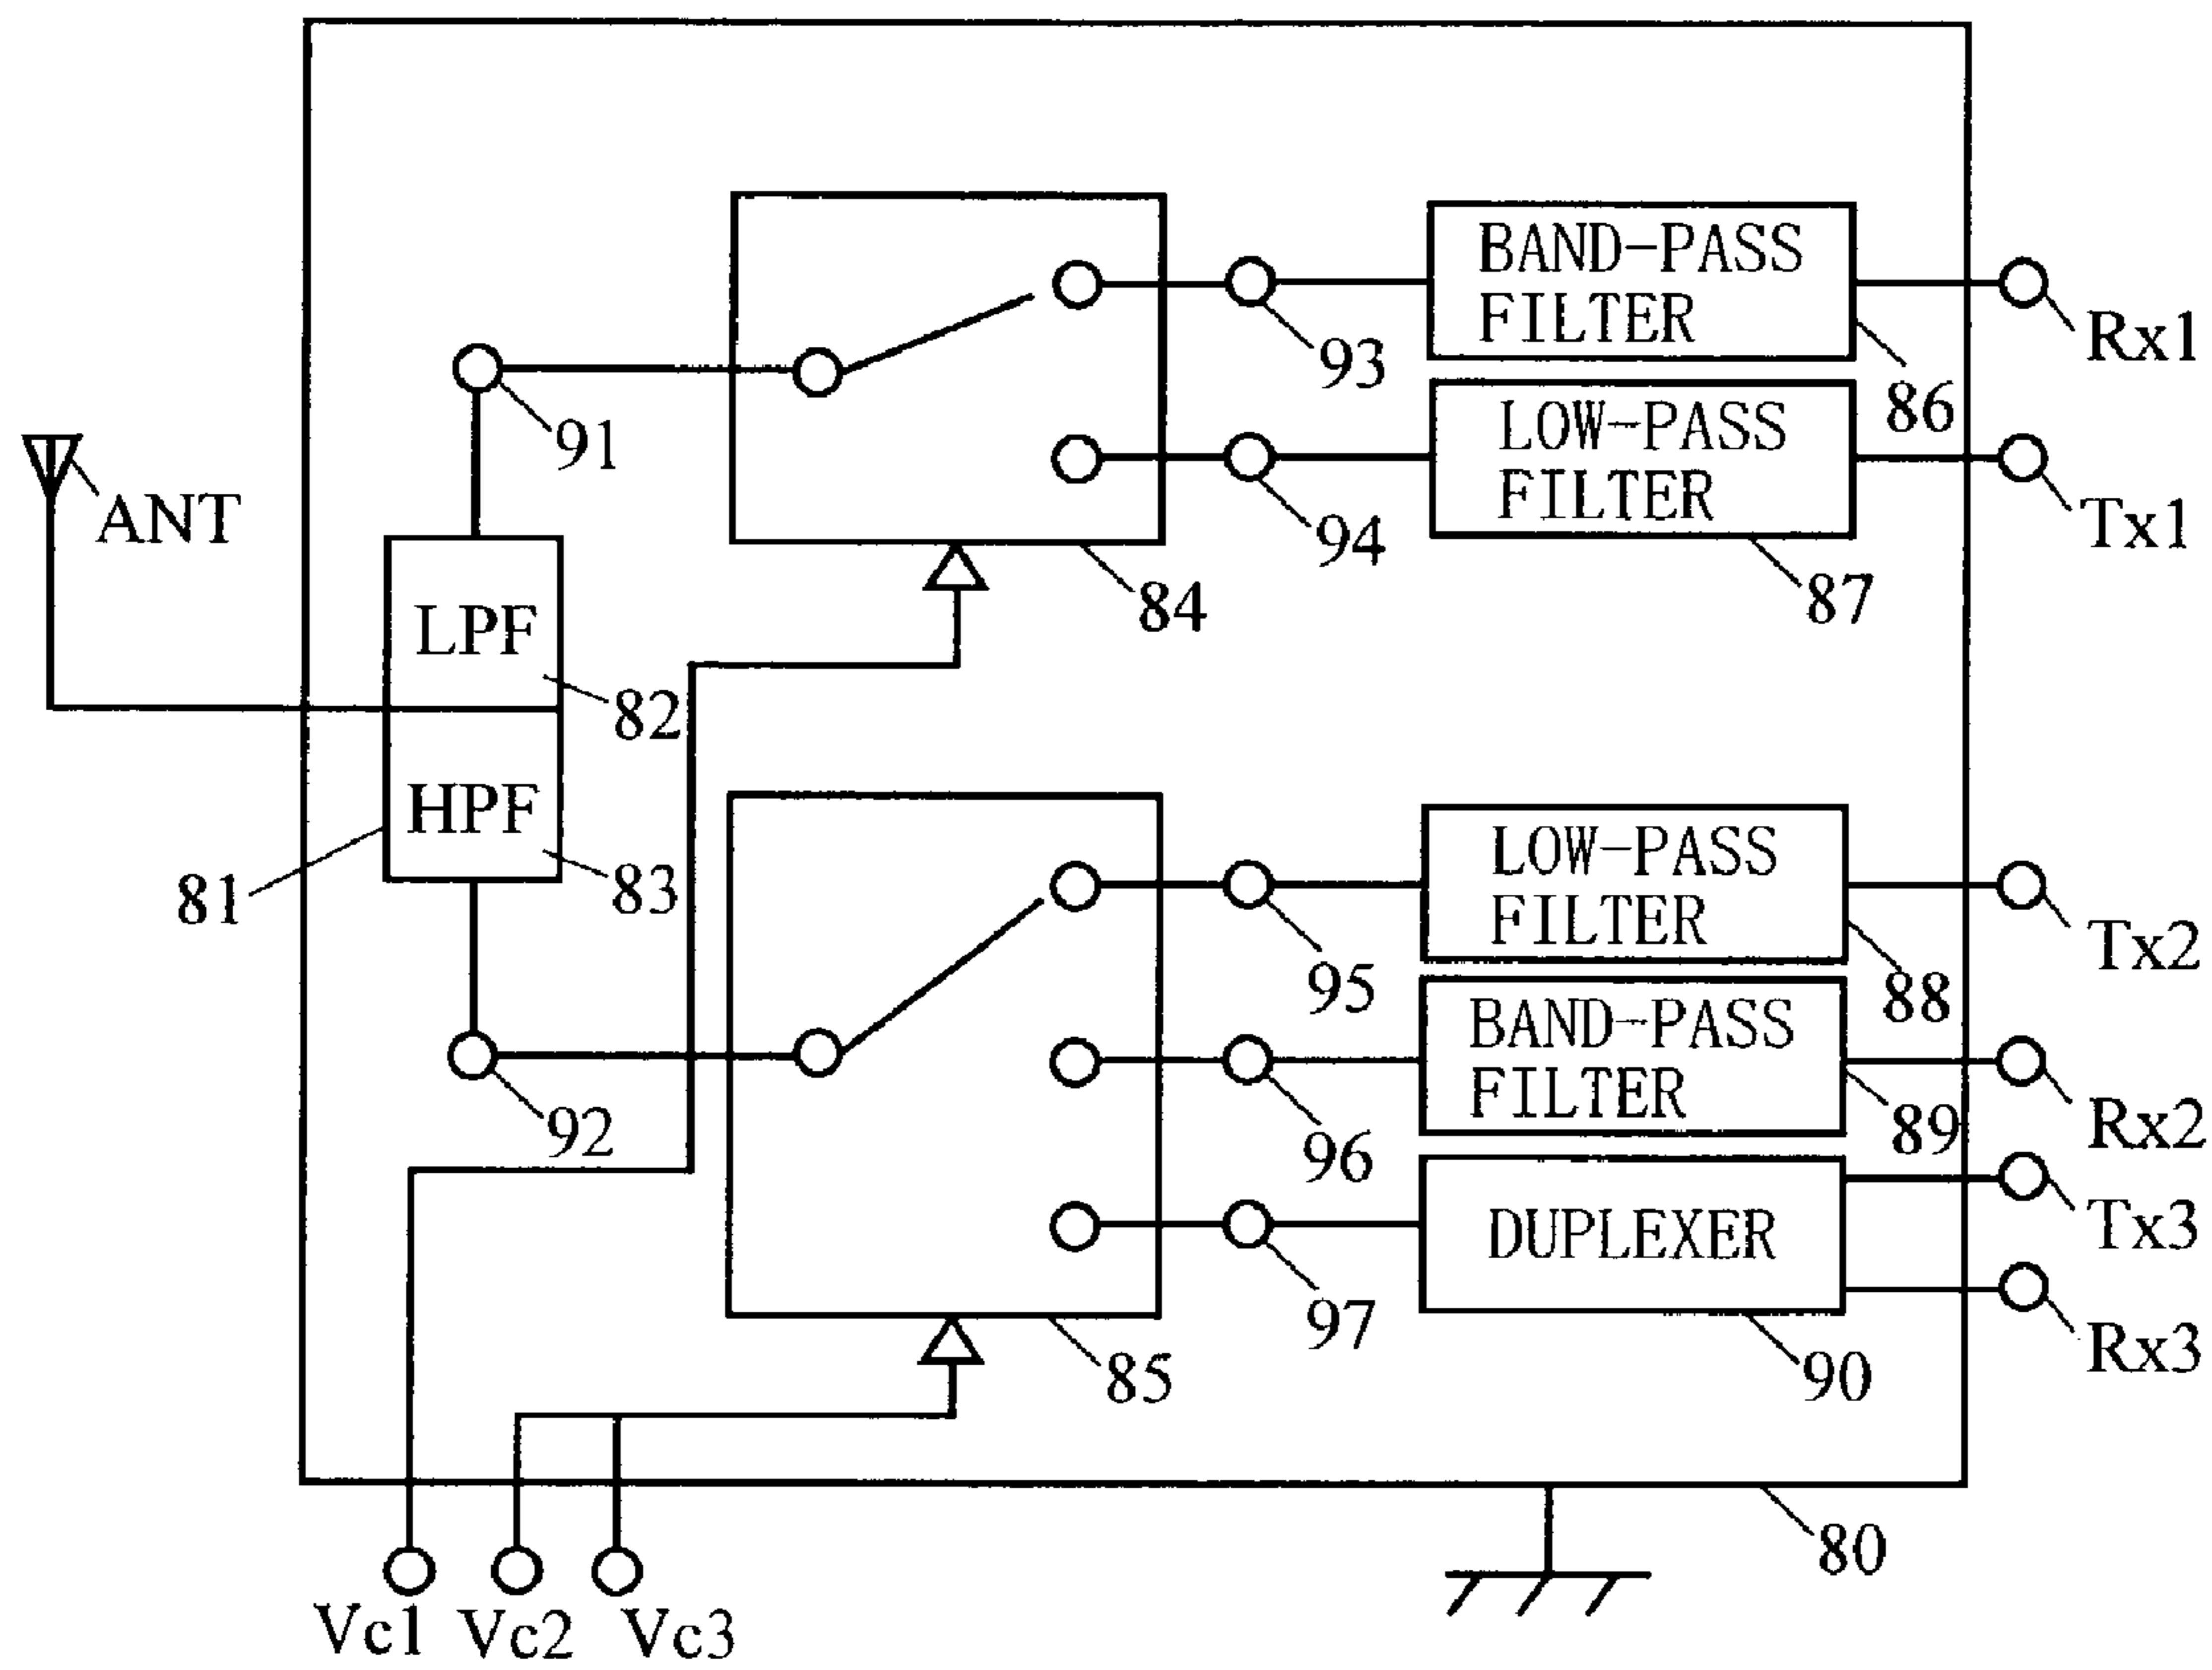 BAND-PASS
FILTER
93
Rx1
86
LOW-PASS
FILTER
91
94
Tx1
ANT
84
87
LPF
82
HPF
83
81
LOW-PASS
FILTER
95
Tx2
88
BAND-PASS
FILTER
92
96
89
Rx2
DUPLEXER
Tx3
97
Rx3
85
90
80
Vc1
Vc2
Vc3